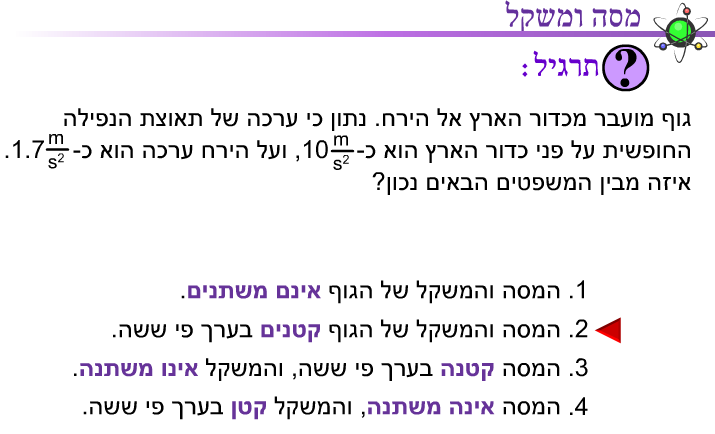 מסה ומשקל
תרגיל:
גוף מועבר מכדור הארץ אל הירח. נתון כי ערכה של תאוצת הנפילה
החופשית על פני כדור הארץ הוא כ-10 m/s², ועל הירח ערכה הוא כ-1.7 m/s².
איזה מבין המשפטים הבאים נכון?
1. המסה והמשקל של הגוף אינם משתנים.
2. המסה והמשקל של הגוף קטנים בערך פי ששה.
3. המסה קטנה בערך פי ששה, והמשקל אינו משתנה.
4. המסה אינה משתנה, והמשקל קטן בערך פי ששה.